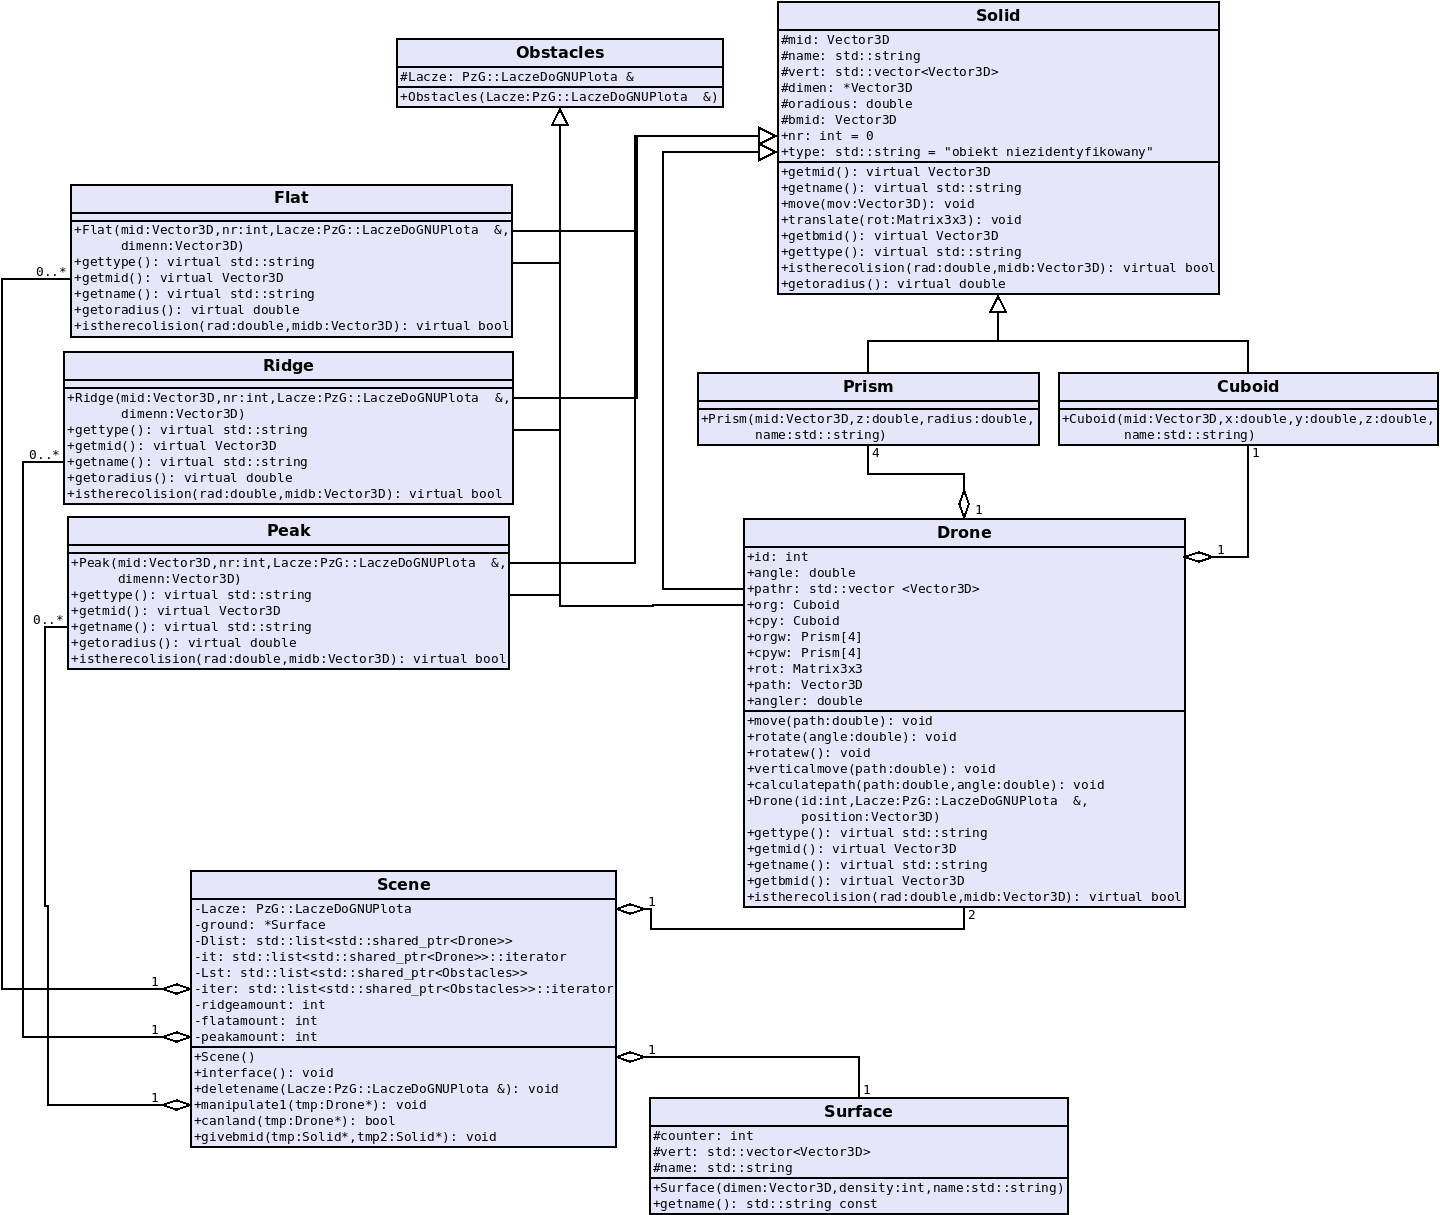 Solid
#mid: Vector3D
#name: std::string
#vert: std::vector<Vector3D>
#dimen: *Vector3D
#oradious: double
#bmid: Vector3D
+nr: int = 0
+type: std::string = "obiekt niezidentyfikowany"
+getmid(): virtual Vector3D
+getname(): virtual std::string
+move(mov:Vector3D): void
+translate(rot:Matrix3x3): void
+getbmid(): virtual Vector3D
+gettype(): virtual std::string
+istherecolision(rad:double,midb:Vector3D): virtual bool
+getoradius(): virtual double
Obstacles
#Lacze: PzG::LaczeDoGNUPlota &
+Obstacles(Lacze:PzG::LaczeDoGNUPlota  &)
Flat
+Flat(mid:Vector3D,nr:int,Lacze:PzG::LaczeDoGNUPlota  &,
dimenn:Vector3D)
+gettype(): virtual std::string
+getmid(): virtual Vector3D
+getname(): virtual std::string
+getoradius(): virtual double
+istherecolision(rad:double,midb:Vector3D): virtual bool
0..*
Ridge
+Ridge(mid:Vector3D,nr:int,Lacze:PzG::LaczeDoGNUPlota  &,
dimenn:Vector3D)
+gettype(): virtual std::string
+getmid(): virtual Vector3D
+getname(): virtual std::string
+getoradius(): virtual double
+istherecolision(rad:double,midb:Vector3D): virtual bool
0..*
Prism
+Prism(mid:Vector3D,z:double,radius:double,
name:std::string)
4
1
Cuboid
+Cuboid(mid:Vector3D,x:double,y:double,z:double,
name:std::string)
1
1
Peak
+Peak(mid:Vector3D,nr:int,Lacze:PzG::LaczeDoGNUPlota  &,
dimenn:Vector3D)
+gettype(): virtual std::string
+getmid(): virtual Vector3D
+getname(): virtual std::string
+getoradius(): virtual double
+istherecolision(rad:double,midb:Vector3D): virtual bool
0..*
Drone
+id: int
+angle: double
+pathr: std::vector <Vector3D>
+org: Cuboid
+cpy: Cuboid
+orgw: Prism[4]
+cpyw: Prism[4]
+rot: Matrix3x3
+path: Vector3D
+angler: double
+move(path:double): void
+rotate(angle:double): void
+rotatew(): void
+verticalmove(path:double): void
+calculatepath(path:double,angle:double): void
+Drone(id:int,Lacze:PzG::LaczeDoGNUPlota  &,
position:Vector3D)
+gettype(): virtual std::string
+getmid(): virtual Vector3D
+getname(): virtual std::string
+getbmid(): virtual Vector3D
+istherecolision(rad:double,midb:Vector3D): virtual bool
2
Scene
-Lacze: PzG::LaczeDoGNUPlota
-ground: *Surface
-Dlist: std::list<std::shared_ptr<Drone>>
-it: std::list<std::shared_ptr<Drone>>::iterator
-Lst: std::list<std::shared_ptr<Obstacles>>
-iter: std::list<std::shared_ptr<Obstacles>>::iterator
-ridgeamount: int
-flatamount: int
-peakamount: int
+Scene()
+interface(): void
+deletename(Lacze:PzG::LaczeDoGNUPlota &): void
+manipulate1(tmp:Drone*): void
+canland(tmp:Drone*): bool
+givebmid(tmp:Solid*,tmp2:Solid*): void
1
1
1
1
1
1
Surface
#counter: int
#vert: std::vector<Vector3D>
#name: std::string
+Surface(dimen:Vector3D,density:int,name:std::string)
+getname(): std::string const